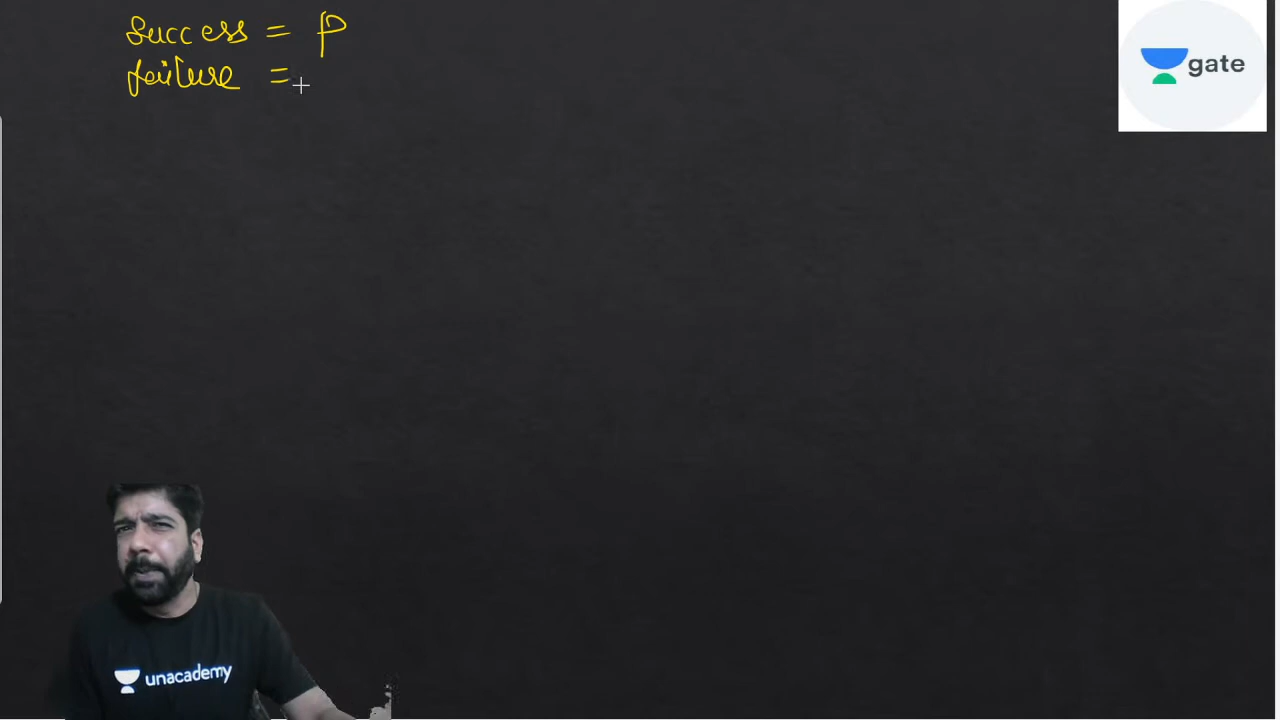 Success = P
failure =
gate
unacademy